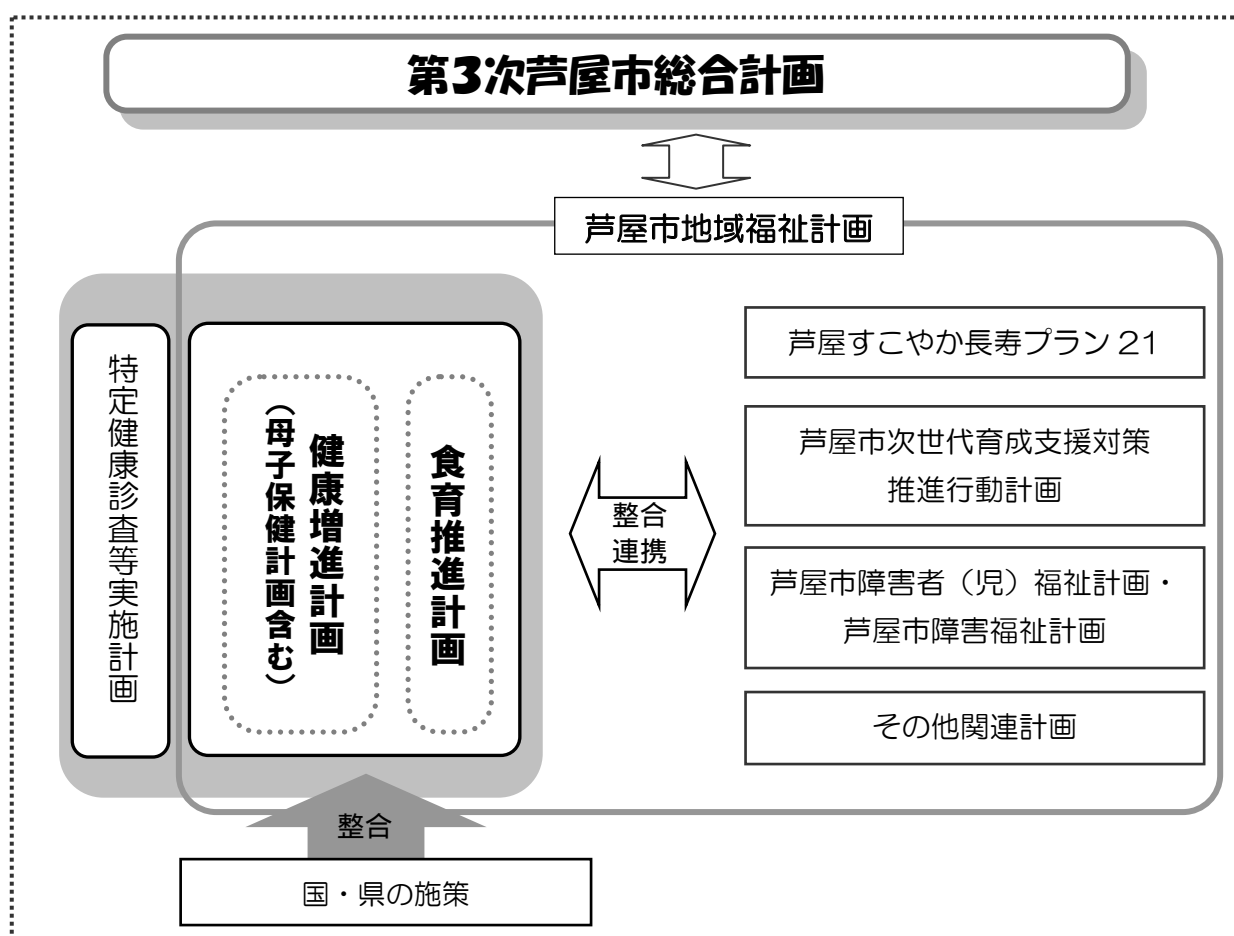 第3次芦屋市総合計画
芦屋市地域福祉計画
特定健康診査等実施計画
健康増進計画
（母子保健計画含む）
食育推進計画
整合
連携
芦屋すこやか長寿プラン 21
芦屋市次世代育成支援対策
推進行動計画
芦屋市障害者（児）福祉計画・
芦屋市障害福祉計画
その他関連計画
整合
国・県の施策